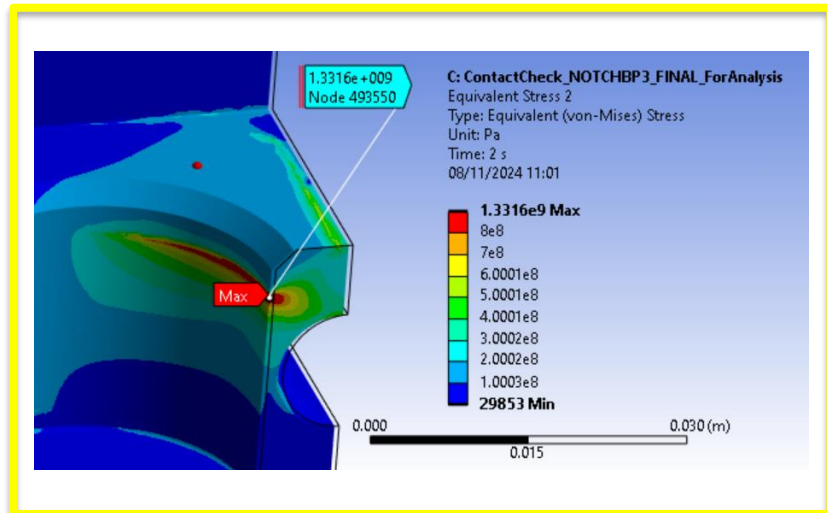 1.3316e+009
Node 493550
C: ContactCheck_NOTCHBP3_FINAL_ForAnalysis
Equivalent Stress 2
Type: Equivalent (von-Mises) Stress
Unit: Pa
Time: 2 s
08/11/2024 11:01
1.3316e9 Max
8e8
7e8
6.0001e8
5.0001e8
4.0001e8
3.0002e8
2.0002e8
1.0003e8
29853 Min
Max
0.000
0.030 (m)
0.015